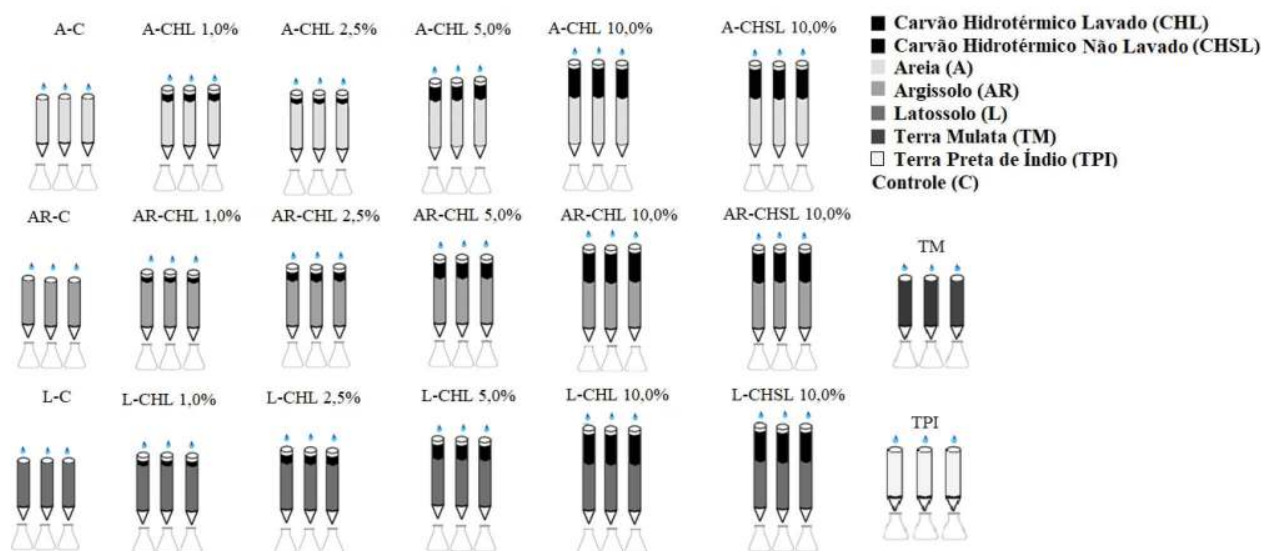 A-C
A-CHL 1,0%
A-CHL 2,5%
A-CHL 5,0%
A-CHL 10,0%
A-CHSL 10,0%
Carvão Hidrotérmico Lavado (CHL)
Carvão Hidrotérmico Não Lavado (CHSL)
Areia (A)
Argissolo (AR)
Latossolo (L)
Terra Mulata (TM)
Terra Preta de Índio (TPI)
Controle (C)
AR-C
AR-CHL 1,0%
AR-CHL 2,5%
AR-CHL 5,0%
AR-CHL 10,0%
AR-CHSL 10,0%
TM
L-C
L-CHL 1,0%
L-CHL 2,5%
L-CHL 5,0%
L-CHL 10,0%
L-CHSL 10,0%
TPI